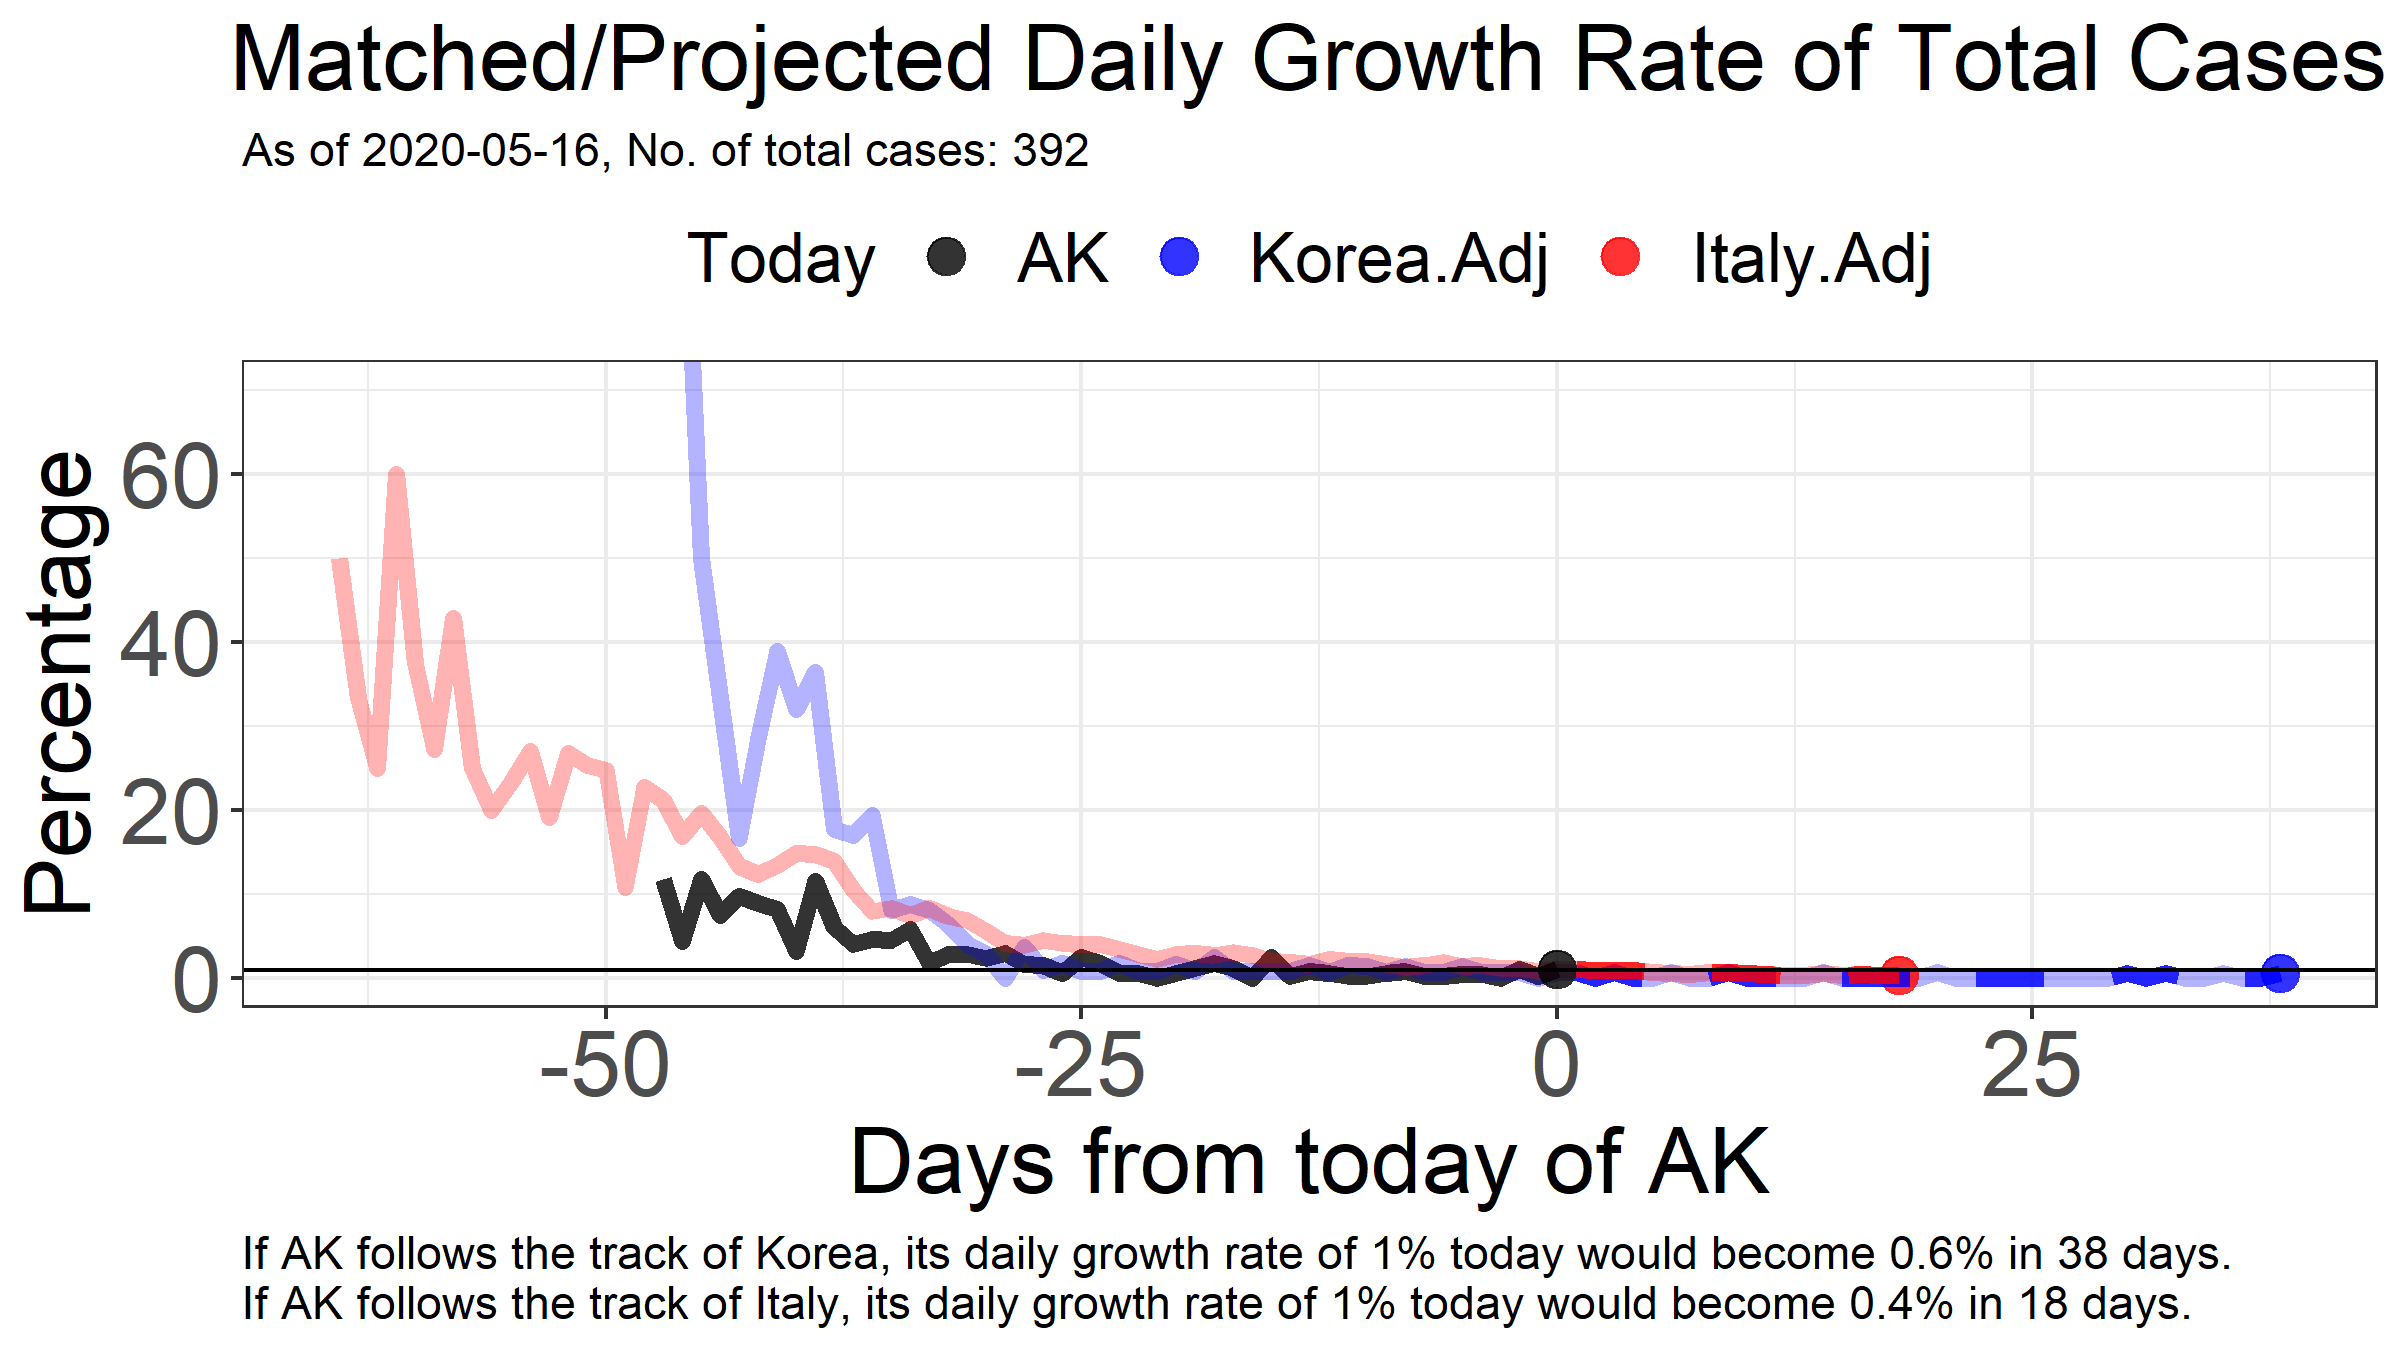 Matched/Projected Daily Growth Rate of Total Cases
As of 2020-05-16, No. of total cases: 392
Today AK Korea.Adj Italy.Adj
Percentage
60
40
20
0
-50 -25 0 25
Days from today of AK
If AK follows the track of Korea, its daily growth rate of 1% today would become 0.6% in 38 days.
If AK follows the track of Italy, its daily growth rate of 1% today would become 0.4% in 18 days.